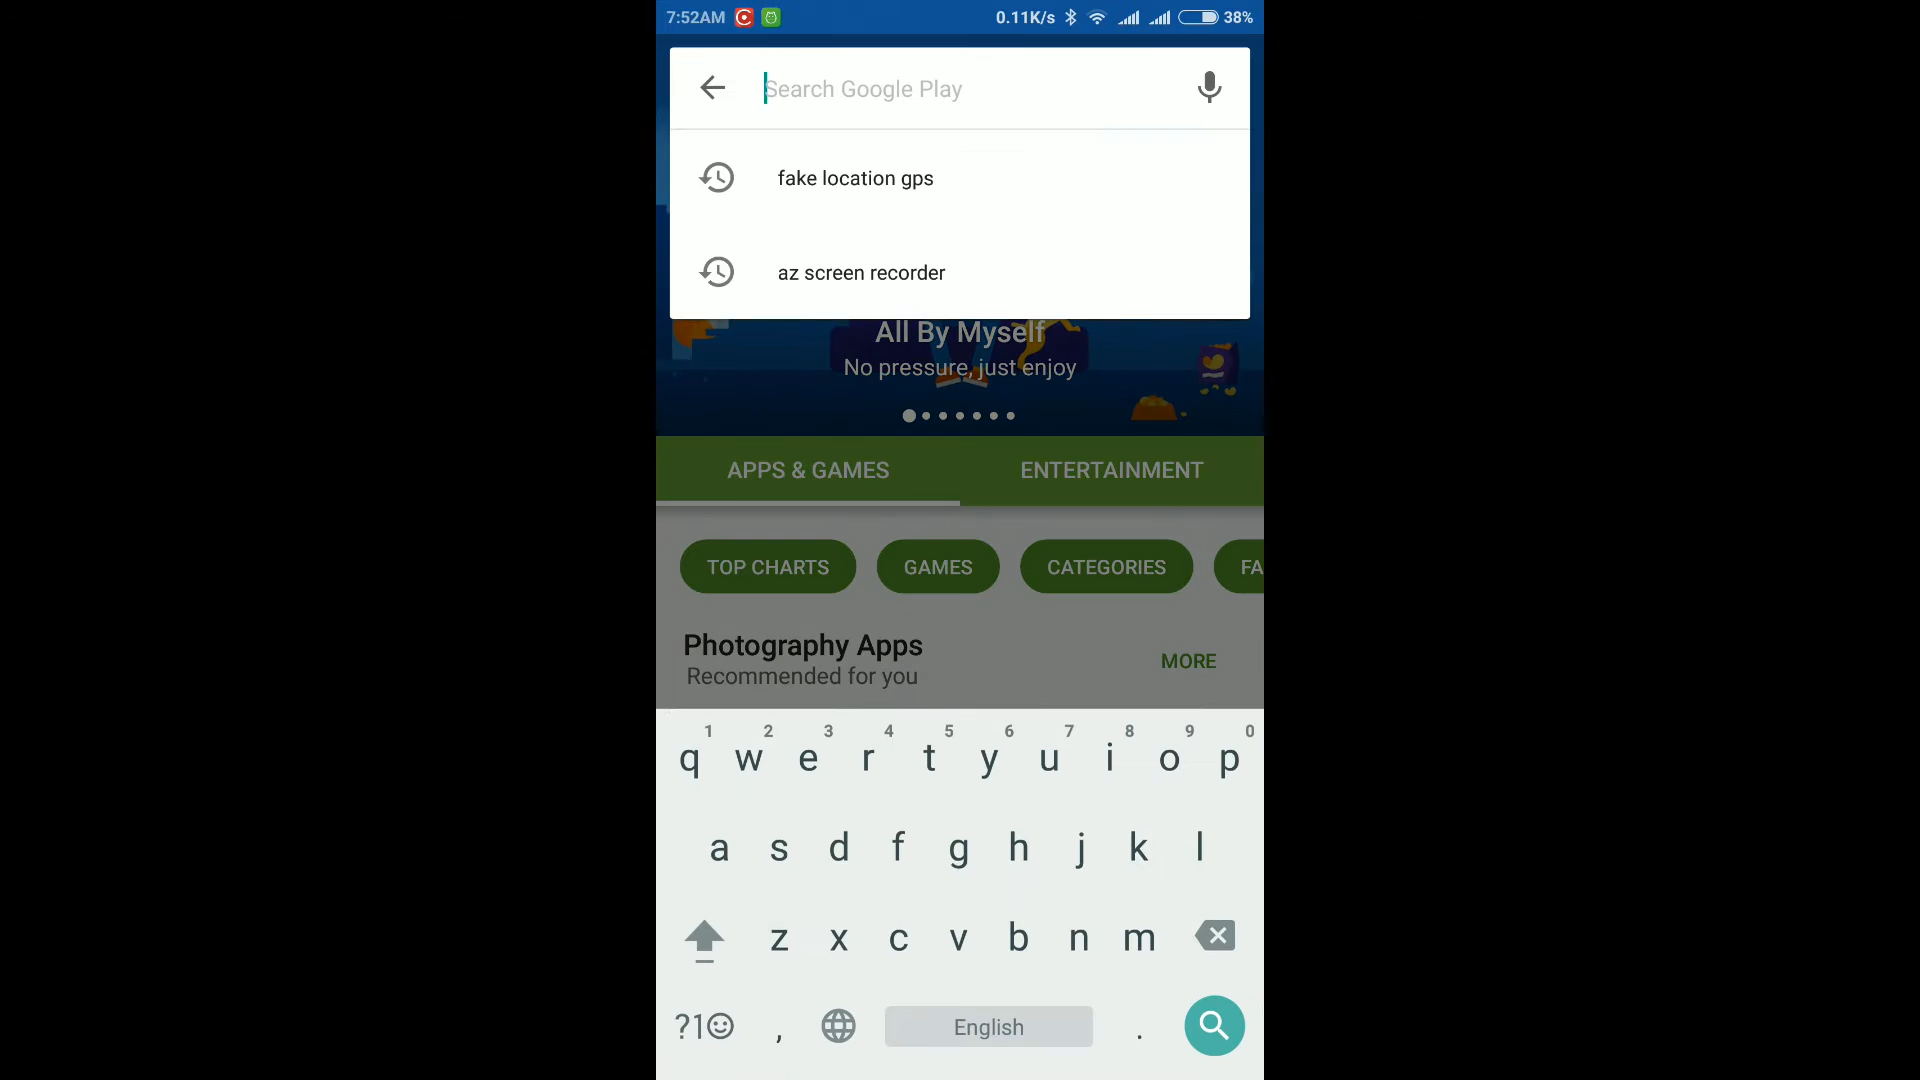 7:52AM 0.11K/s 38%
Search Google Play
fake location gps
az screen recorder
All By Myself
No pressure, just enjoy
APPS & GAMES ENTERTAINMENT
TOP CHARTS GAMES CATEGORIES FA
Photography Apps
MORE
Recommended for you
1 2 3 4 5 6 7 8 9 0
q w e r t y u i o p
a s d f g h j k l
z x c v b n m
?1☺ , English .